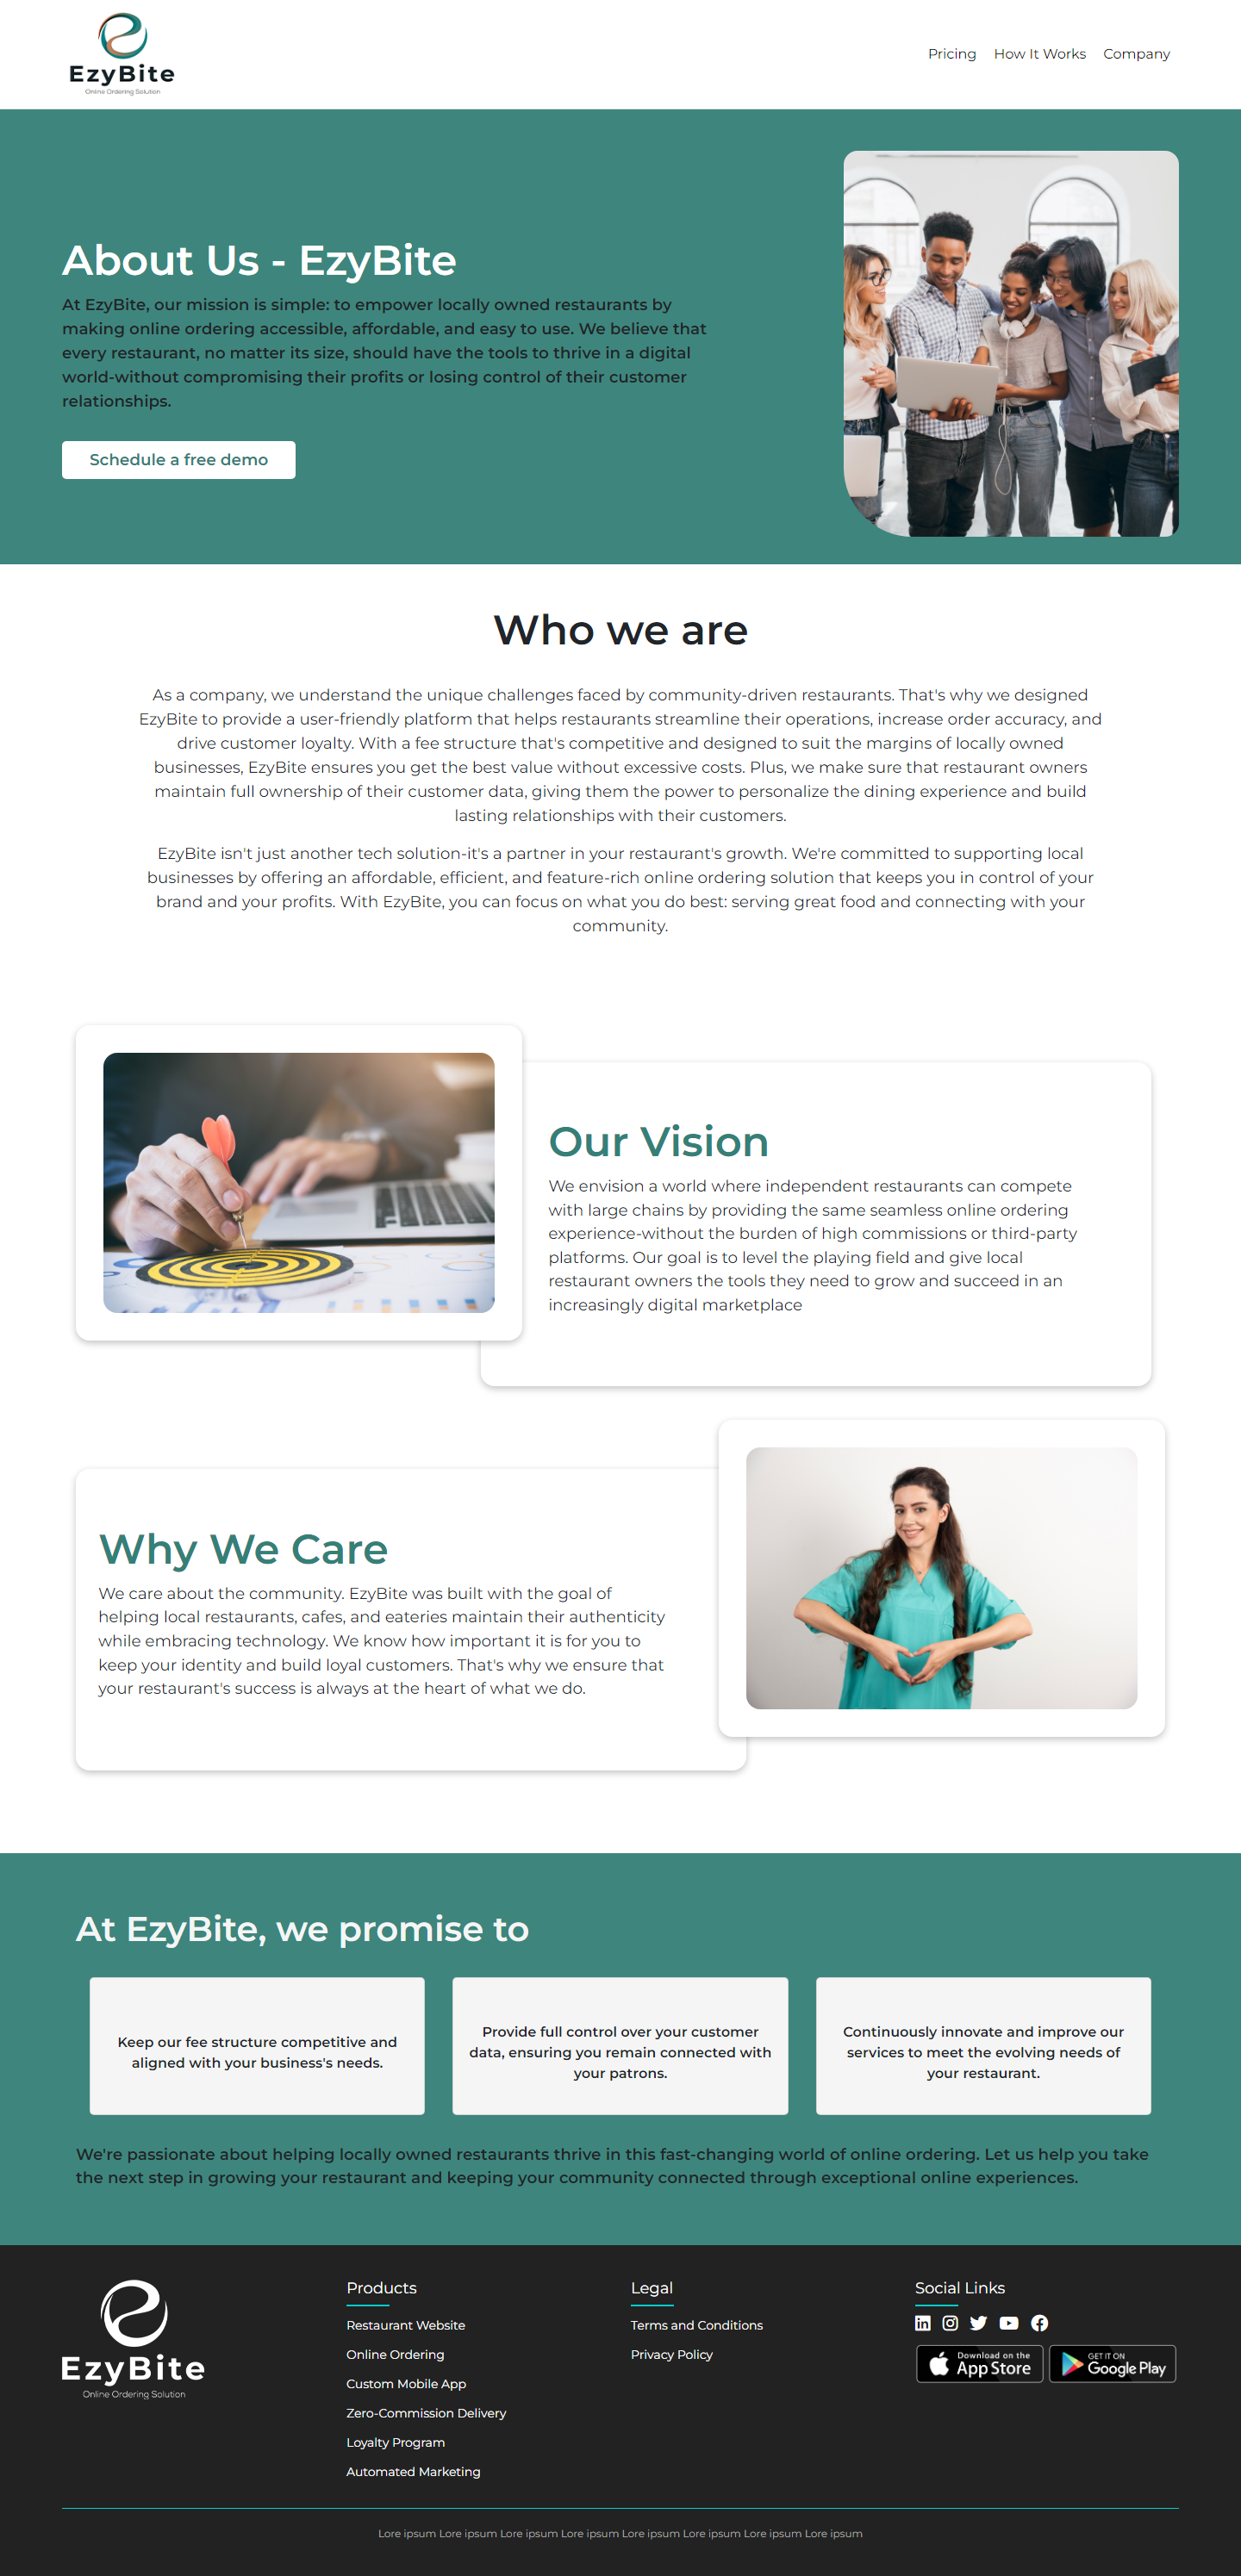 EzyBite
Online Ordering Solution
Pricing How It Works Company
About Us - EzyBite
At EzyBite, our mission is simple: to empower locally owned restaurants by
making online ordering accessible, affordable, and easy to use. We believe that
every restaurant, no matter its size, should have the tools to thrive in a digital
world-without compromising their profits or losing control of their customer
relationships.
Schedule a free demo
Who we are
As a company, we understand the unique challenges faced by community-driven restaurants. That's why we designed
EzyBite to provide a user-friendly platform that helps restaurants streamline their operations, increase order accuracy, and
drive customer loyalty. With a fee structure that's competitive and designed to suit the margins of locally owned
businesses, EzyBite ensures you get the best value without excessive costs. Plus, we make sure that restaurant owners
maintain full ownership of their customer data, giving them the power to personalize the dining experience and build
lasting relationships with their customers.
EzyBite isn't just another tech solution-it's a partner in your restaurant's growth. We're committed to supporting local
businesses by offering an affordable, efficient, and feature-rich online ordering solution that keeps you in control of your
brand and your profits. With EzyBite, you can focus on what you do best: serving great food and connecting with your
community.
Our Vision
We envision a world where independent restaurants can compete
with large chains by providing the same seamless online ordering
experience-without the burden of high commissions or third-party
platforms. Our goal is to level the playing field and give local
restaurant owners the tools they need to grow and succeed in an
increasingly digital marketplace
Why We Care
We care about the community. EzyBite was built with the goal of
helping local restaurants, cafes, and eateries maintain their authenticity
while embracing technology. We know how important it is for you to
keep your identity and build loyal customers. That's why we ensure that
your restaurant's success is always at the heart of what we do.
At EzyBite, we promise to
Keep our fee structure competitive and
aligned with your business's needs.
Provide full control over your customer
data, ensuring you remain connected with
your patrons.
Continuously innovate and improve our
services to meet the evolving needs of
your restaurant.
We're passionate about helping locally owned restaurants thrive in this fast-changing world of online ordering. Let us help you take
the next step in growing your restaurant and keeping your community connected through exceptional online experiences.
EzyBite
Online Ordering Solution
Products
Restaurant Website
Online Ordering
Custom Mobile App
Zero-Commission Delivery
Loyalty Program
Automated Marketing
Legal
Terms and Conditions
Privacy Policy
Social Links
Download on the
App Store
GET IT ON
Google Play
Lore ipsum Lore ipsum Lore ipsum Lore ipsum Lore ipsum Lore ipsum Lore ipsum Lore ipsum